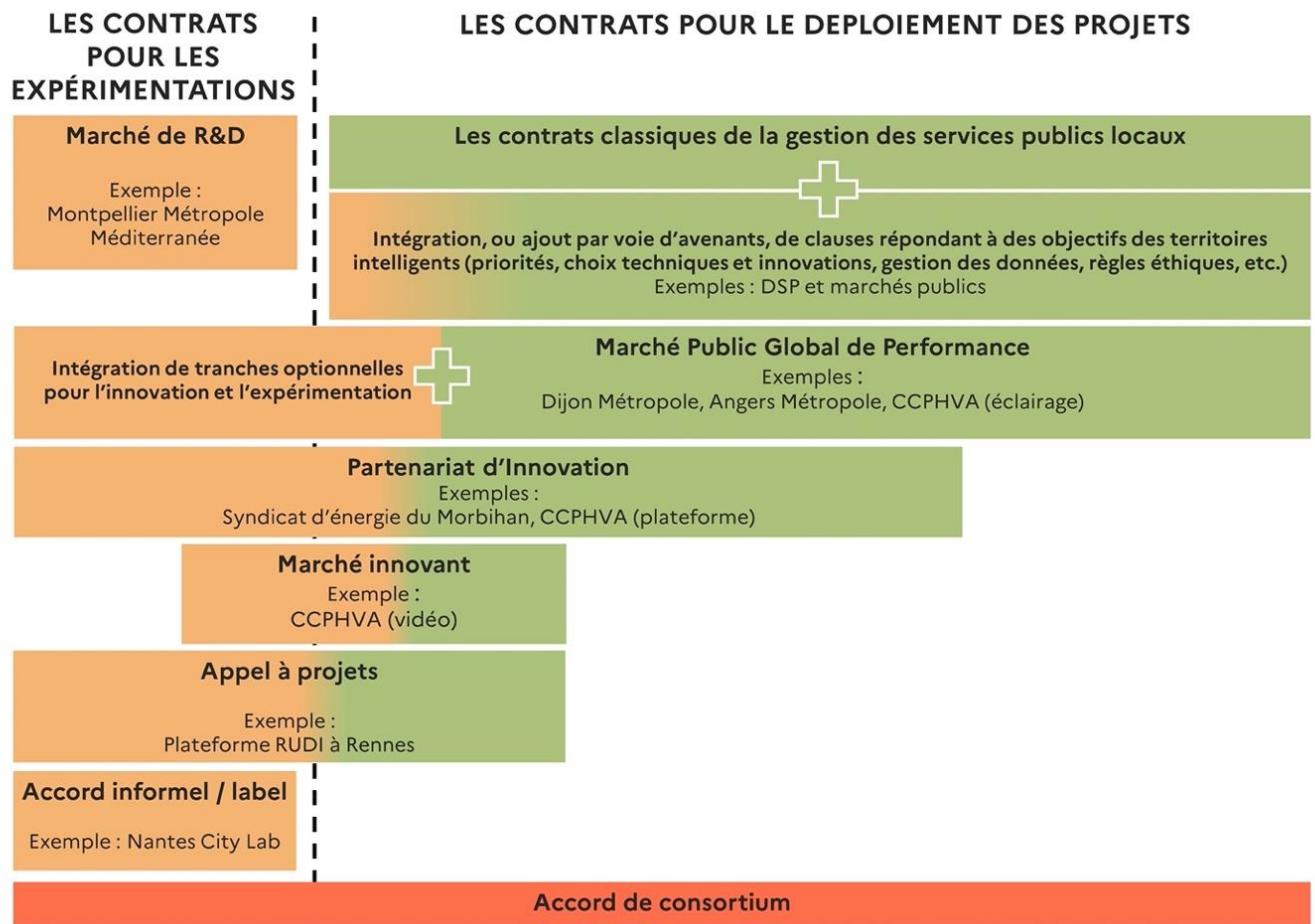 LES CONTRATS
POUR LES
EXPÉRIMENTATIONS
LES CONTRATS POUR LE DEPLOIEMENT DES PROJETS
Marché de R&D
Exemple :
Montpellier Métropole
Méditerranée
Les contrats classiques de la gestion des services publics locaux
Intégration, ou ajout par voie d'avenants, de clauses répondant à des objectifs des territoires
intelligents (priorités, choix techniques et innovations, gestion des données, règles éthiques, etc.)
Exemples : DSP et marchés publics
Intégration de tranches optionnelles
pour l'innovation et l'expérimentation
Marché Public Global de Performance
Exemples :
Dijon Métropole, Angers Métropole, CCPHVA (éclairage)
Partenariat d'Innovation
Exemples :
Syndicat d'énergie du Morbihan, CCPHVA (plateforme)
Marché innovant
Exemple :
CCPHVA (vidéo)
Appel à projets
Exemple :
Plateforme RUDI à Rennes
Accord informel / label
Exemple : Nantes City Lab
Accord de consortium